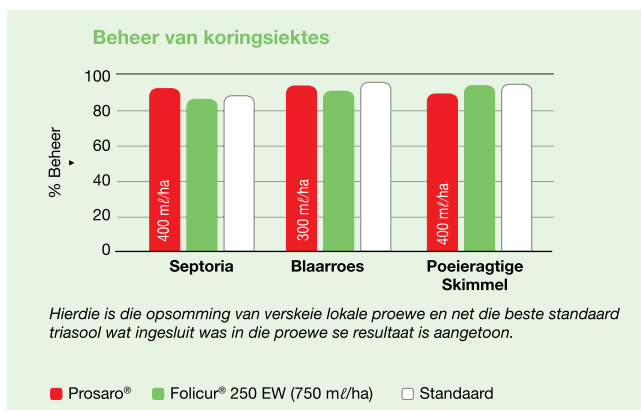 Beheer van koringsiektes
100
80
60
40
20
0
% Beheer
400 mℓ/ha
300 mℓ/ha
400 mℓ/ha
Septoria
Blaarroes
Poeieragtige
Skimmel
Hierdie is die opsomming van verskeie lokale proewe en net die beste standaard
triasool wat ingesluit was in die proewe se resultaat is aangetoon.
Prosaro® Folicur® 250 EW (750 mℓ/ha) Standaard